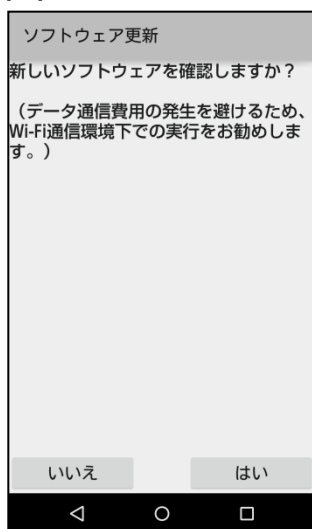 ソフトウェア更新
新しいソフトウェアを確認しますか？
（データ通信費用の発生を避けるため、
Wi-Fi通信環境下での実行をお勧めしま
す。）
いいえ
はい